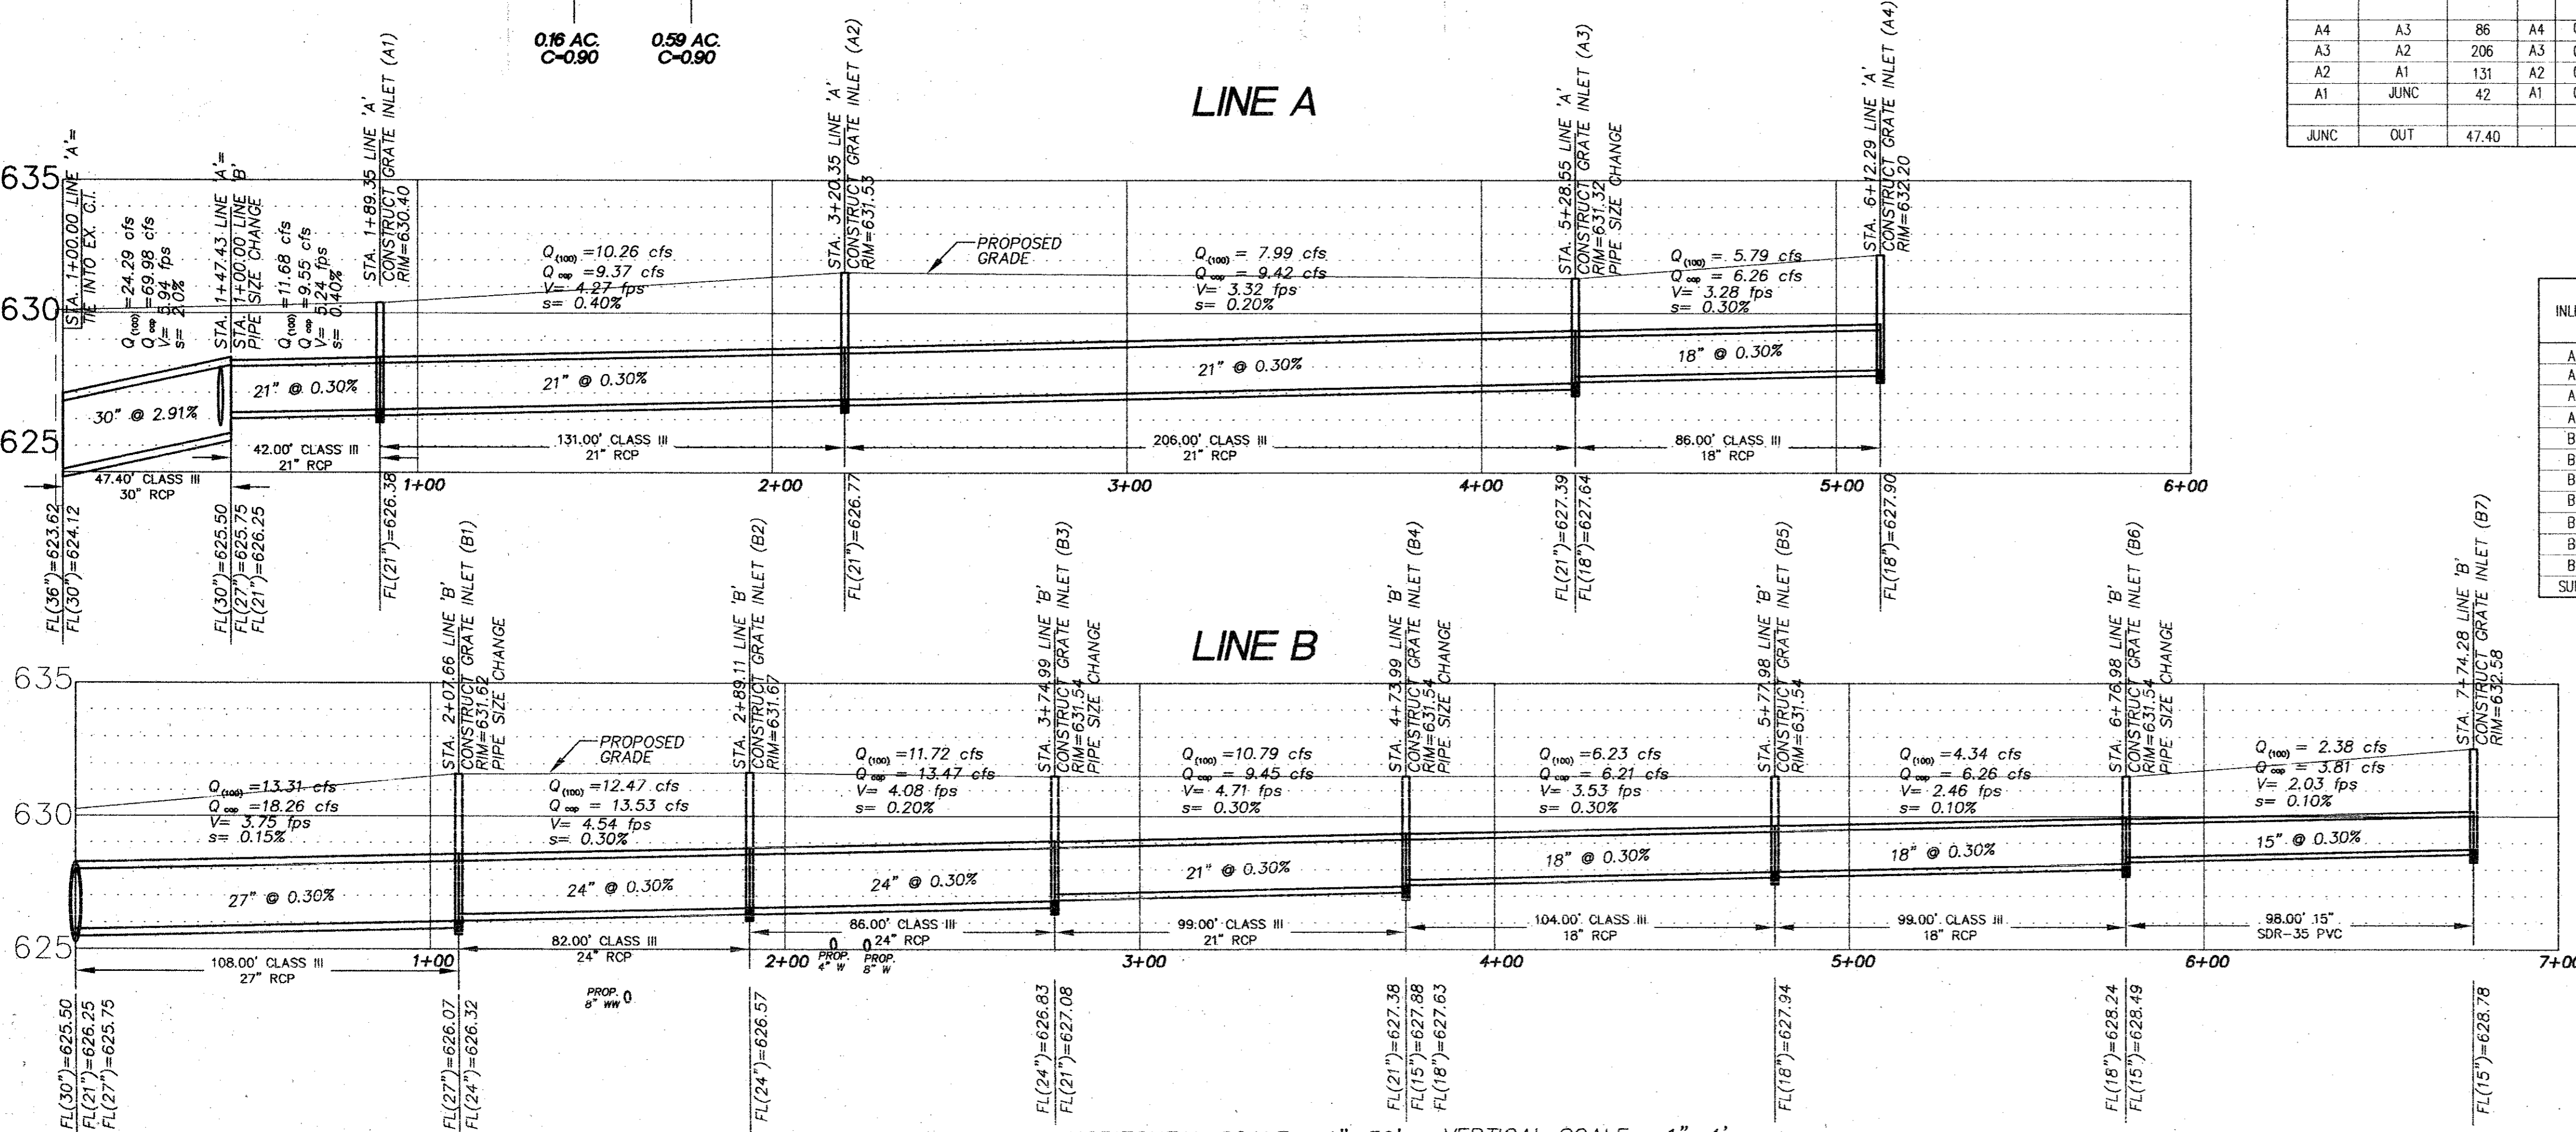 0.16 AC.
C=0.90
0.59 AC.
C=0.90
LINE A
A4 A3 86 A4
A3 A2 206 A3
A2 A1 131 A2
A1 JUNC 42 A1
JUNC OUT 47.40
STA. 1+00.00 LINE 'A'=
TIE INTO EX. C.I.
Q(100) =24.29 cfs
Q cap =69.98 cfs
V= 5.94 fps
s= 2.0%
STA. 1+47.43 LINE 'A'=
STA. 1+00.00 LINE 'B'
PIPE SIZE CHANGE
Q(100) =11.68 cfs
Q cap =9.55 cfs
V= 5.24 fps
s= 0.40%
STA. 1+89.35 LINE 'A'
CONSTRUCT GRATE INLET (A1)
RIM=630.40
Q(100) =10.26 cfs
Q cap =9.37 cfs
V= 4.27 fps
s= 0.40%
STA. 3+20.35 LINE 'A'
CONSTRUCT GRATE INLET (A2)
RIM=631.53
PROPOSED
GRADE
Q(100) = 7.99 cfs
Q cap = 9.42 cfs
V= 3.32 fps
s= 0.20%
STA. 5+28.55 LINE 'A'
CONSTRUCT GRATE INLET (A3)
RIM=631.32
PIPE SIZE CHANGE
Q(100) = 5.79 cfs
Q cap = 6.26 cfs
V= 3.28 fps
s= 0.30%
STA. 6+12.29 LINE 'A'
CONSTRUCT GRATE INLET (A4)
RIM=632.20
635
630
625
30" @ 2.91%
21" @ 0.30%
21" @ 0.30%
21" @ 0.30%
18" @ 0.30%
47.40' CLASS III
30" RCP
42.00' CLASS III
21" RCP
131.00' CLASS III
21" RCP
206.00' CLASS III
21" RCP
86.00' CLASS III
18" RCP
1+00 2+00 3+00 4+00 5+00 6+00
FL(36")=623.62
FL(30")=624.12
FL(30")=625.50
FL(27")=625.75
FL(21")=626.25
FL(21")=626.38
FL(21")=626.77
FL(21")=627.39
FL(18")=627.64
FL(18")=627.90
INL
A
A
A
A
B
B
B
B
B
B
B
SU
LINE B
STA. 2+07.66 LINE 'B'
CONSTRUCT GRATE INLET (B1)
RIM=631.62
PIPE SIZE CHANGE
STA. 2+89.11 LINE 'B'
CONSTRUCT GRATE INLET (B2)
RIM=631.67
STA. 3+74.99 LINE 'B'
CONSTRUCT GRATE INLET (B3)
RIM=631.54
PIPE SIZE CHANGE
STA. 4+73.99 LINE 'B'
CONSTRUCT GRATE INLET (B4)
RIM=631.54
PIPE SIZE CHANGE
STA. 5+77.98 LINE 'B'
CONSTRUCT GRATE INLET (B5)
RIM=631.54
STA. 6+76.98 LINE 'B'
CONSTRUCT GRATE INLET (B6)
RIM=631.54
PIPE SIZE CHANGE
STA. 7+74.28 LINE 'B'
CONSTRUCT GRATE INLET (B7)
RIM=632.58
635
630
625
Q(100) =13.31 cfs
Q cap =18.26 cfs
V= 3.75 fps
s= 0.15%
PROPOSED
GRADE
Q(100) =12.47 cfs
Q cap = 13.53 cfs
V= 4.54 fps
s= 0.30%
Q(100) =11.72 cfs
Q cap = 13.47 cfs
V= 4.08 fps
s= 0.20%
Q(100) =10.79 cfs
Q cap = 9.45 cfs
V= 4.71 fps
s= 0.30%
Q(100) =6.23 cfs
Q cap =6.21 cfs
V= 3.53 fps
s= 0.30%
Q(100) =4.34 cfs
Q cap = 6.26 cfs
V= 2.46 fps
s= 0.10%
Q(100) = 2.38 cfs
Q cap = 3.81 cfs
V= 2.03 fps
s= 0.10%
27" @ 0.30%
24" @ 0.30%
24" @ 0.30%
21" @ 0.30%
18" @ 0.30%
18" @ 0.30%
15" @ 0.30%
108.00' CLASS III
27" RCP
82.00' CLASS III
24" RCP
86.00' CLASS III
24" RCP
99.00' CLASS III
21" RCP
104.00' CLASS III
18" RCP
99.00' CLASS III
18" RCP
98.00' 15"
SDR-35 PVC
1+00 2+00 3+00 4+00 5+00 6+00 7+00
PROP.
4" W
PROP.
8" W
PROP.
8" WW
FL(30")=625.50
FL(21")=626.25
FL(27")=625.75
FL(27")=626.07
FL(24")=626.32
FL(24")=626.57
FL(24")=626.83
FL(21")=627.08
FL(21")=627.38
FL(15")=627.88
FL(18")=627.63
FL(18")=627.94
FL(18")=628.24
FL(15")=628.49
FL(15")=628.78